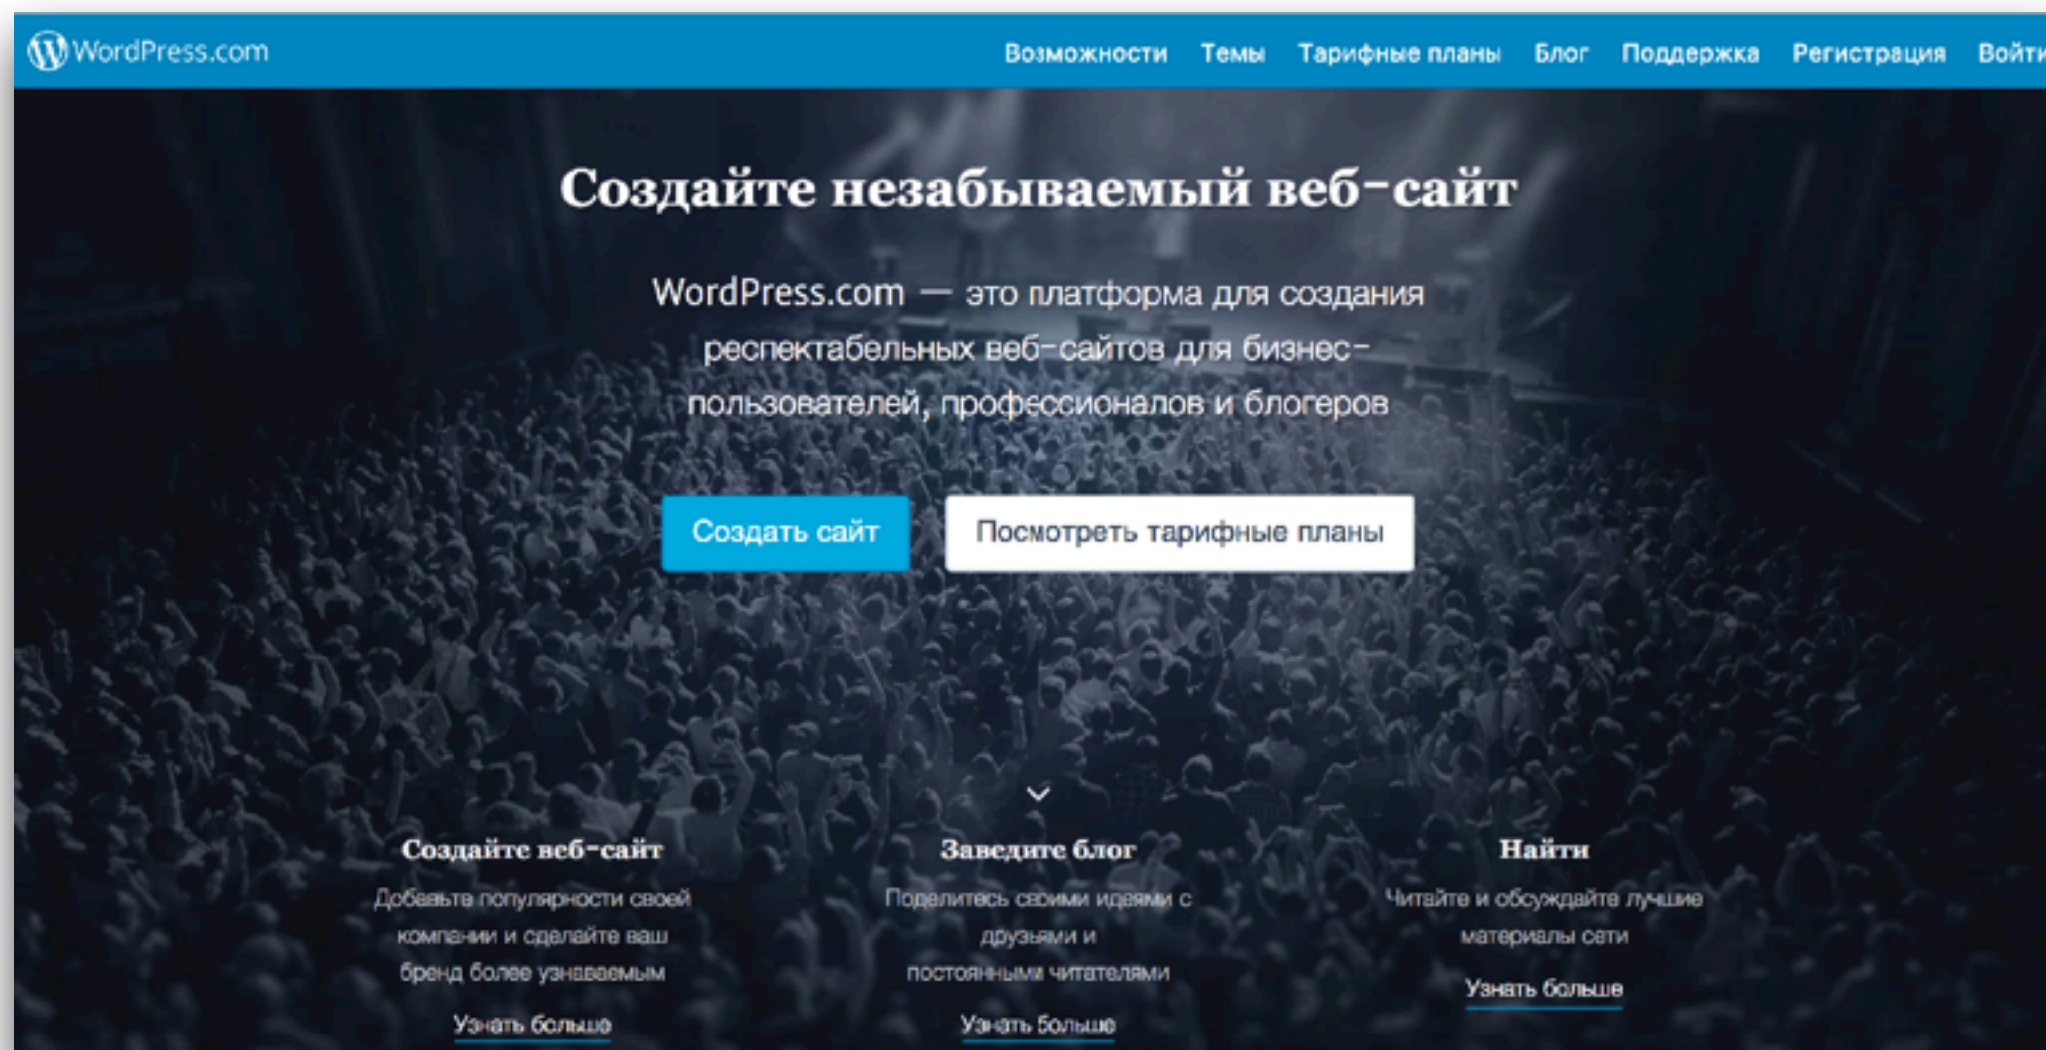 WordPress.com
Возможности Темы Тарифные планы Блог Поддержка Регистрация Войти
Создайте незабываемый веб-сайт
WordPress.com — это платформа для создания
респектабельных веб-сайтов для бизнес-
пользователей, профессионалов и блогеров
Создать сайт
Посмотреть тарифные планы
Создайте веб-сайт
Добавьте популярности своей
компании и сделайте ваш
бренд более узнаваемым
Узнать больше
Заведите блог
Поделитесь своими идеями с
друзьями и
постоянными читателями
Узнать больше
Найти
Читайте и обсуждайте лучшие
материалы сети
Узнать больше